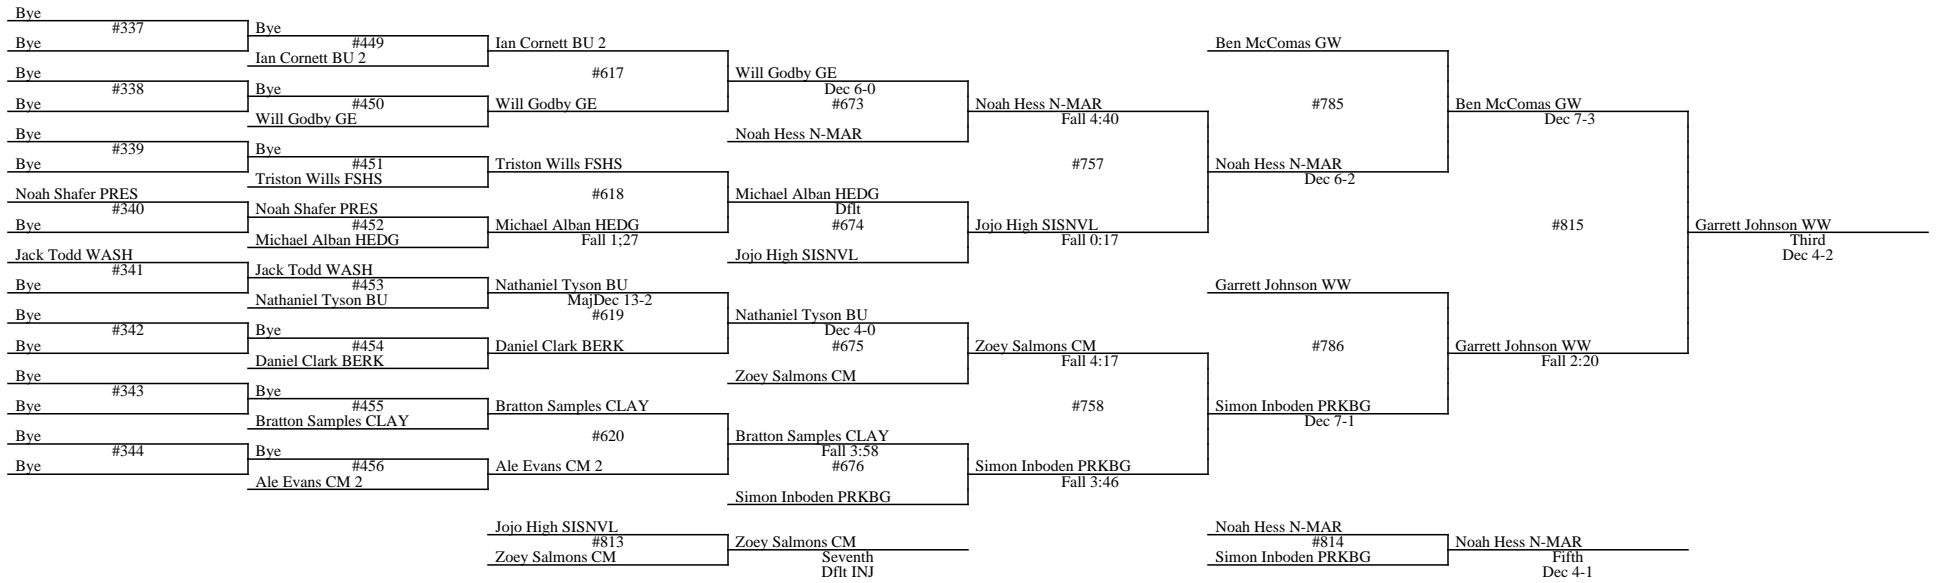 Bye
#337
Bye
Bye
#338
Bye
Bye
#339
Bye
Noah Shafer PRES
#340
Bye
Jack Todd WASH
#341
Bye
Bye
#342
Bye
Bye
#343
Bye
Bye
#344
Bye
Bye
#449
Ian Cornett BU 2
Bye
#450
Will Godby GE
Bye
#451
Triston Wills FSHS
Noah Shafer PRES
#452
Michael Alban HEDG
Jack Todd WASH
#453
Nathaniel Tyson BU
Bye
#454
Daniel Clark BERK
Bye
#455
Bratton Samples CLAY
Bye
#456
Ale Evans CM 2
Ian Cornett BU 2
#617
Will Godby GE
Triston Wills FSHS
#618
Michael Alban HEDG
Fall 1;27
Nathaniel Tyson BU
MajDec 13-2
#619
Daniel Clark BERK
Bratton Samples CLAY
#620
Ale Evans CM 2
Will Godby GE
Dec 6-0
#673
Noah Hess N-MAR
Michael Alban HEDG
Dflt
#674
Jojo High SISNVL
Nathaniel Tyson BU
Dec 4-0
#675
Zoey Salmons CM
Bratton Samples CLAY
Fall 3:58
#676
Simon Inboden PRKBG
Noah Hess N-MAR
Fall 4:40
#757
Jojo High SISNVL
Fall 0:17
Zoey Salmons CM
Fall 4:17
#758
Simon Inboden PRKBG
Fall 3:46
Ben McComas GW
#785
Noah Hess N-MAR
Dec 6-2
Garrett Johnson WW
#786
Simon Inboden PRKBG
Dec 7-1
Ben McComas GW
Dec 7-3
#815
Garrett Johnson WW
Fall 2:20
Garrett Johnson WW
Third
Dec 4-2
Jojo High SISNVL
#813
Zoey Salmons CM
Zoey Salmons CM
Seventh
Dflt INJ
Noah Hess N-MAR
#814
Simon Inboden PRKBG
Noah Hess N-MAR
Fifth
Dec 4-1